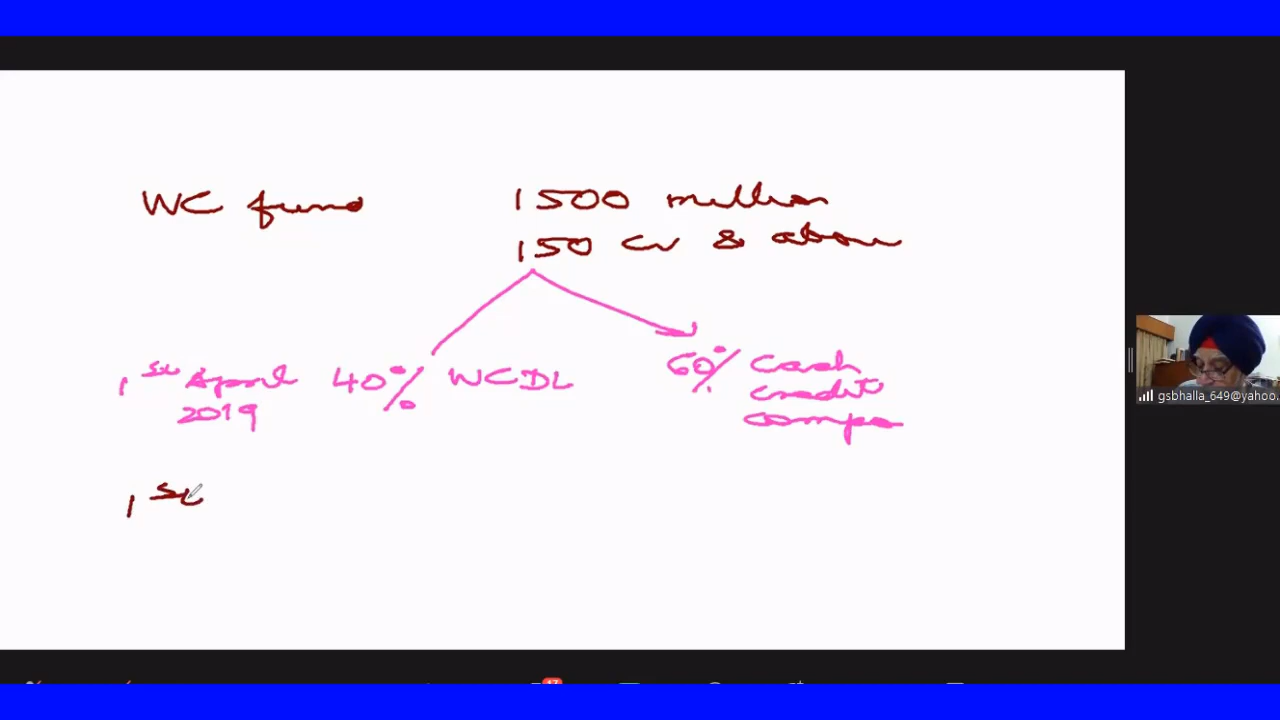 WC fund 1500 million
150 Cr & above
1st April 2019 40% WCDL 60% cash credit compo
1st
gsbhalla_649@yahoo.
17